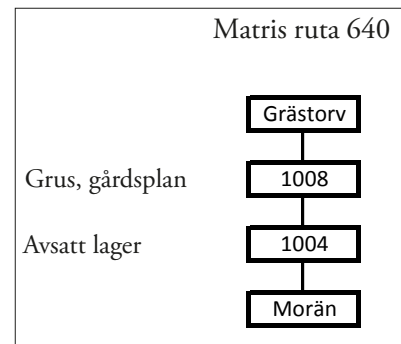 Matris ruta 640
Grästorv
Grus, gårdsplan 1008
Avsatt lager 1004
Morän